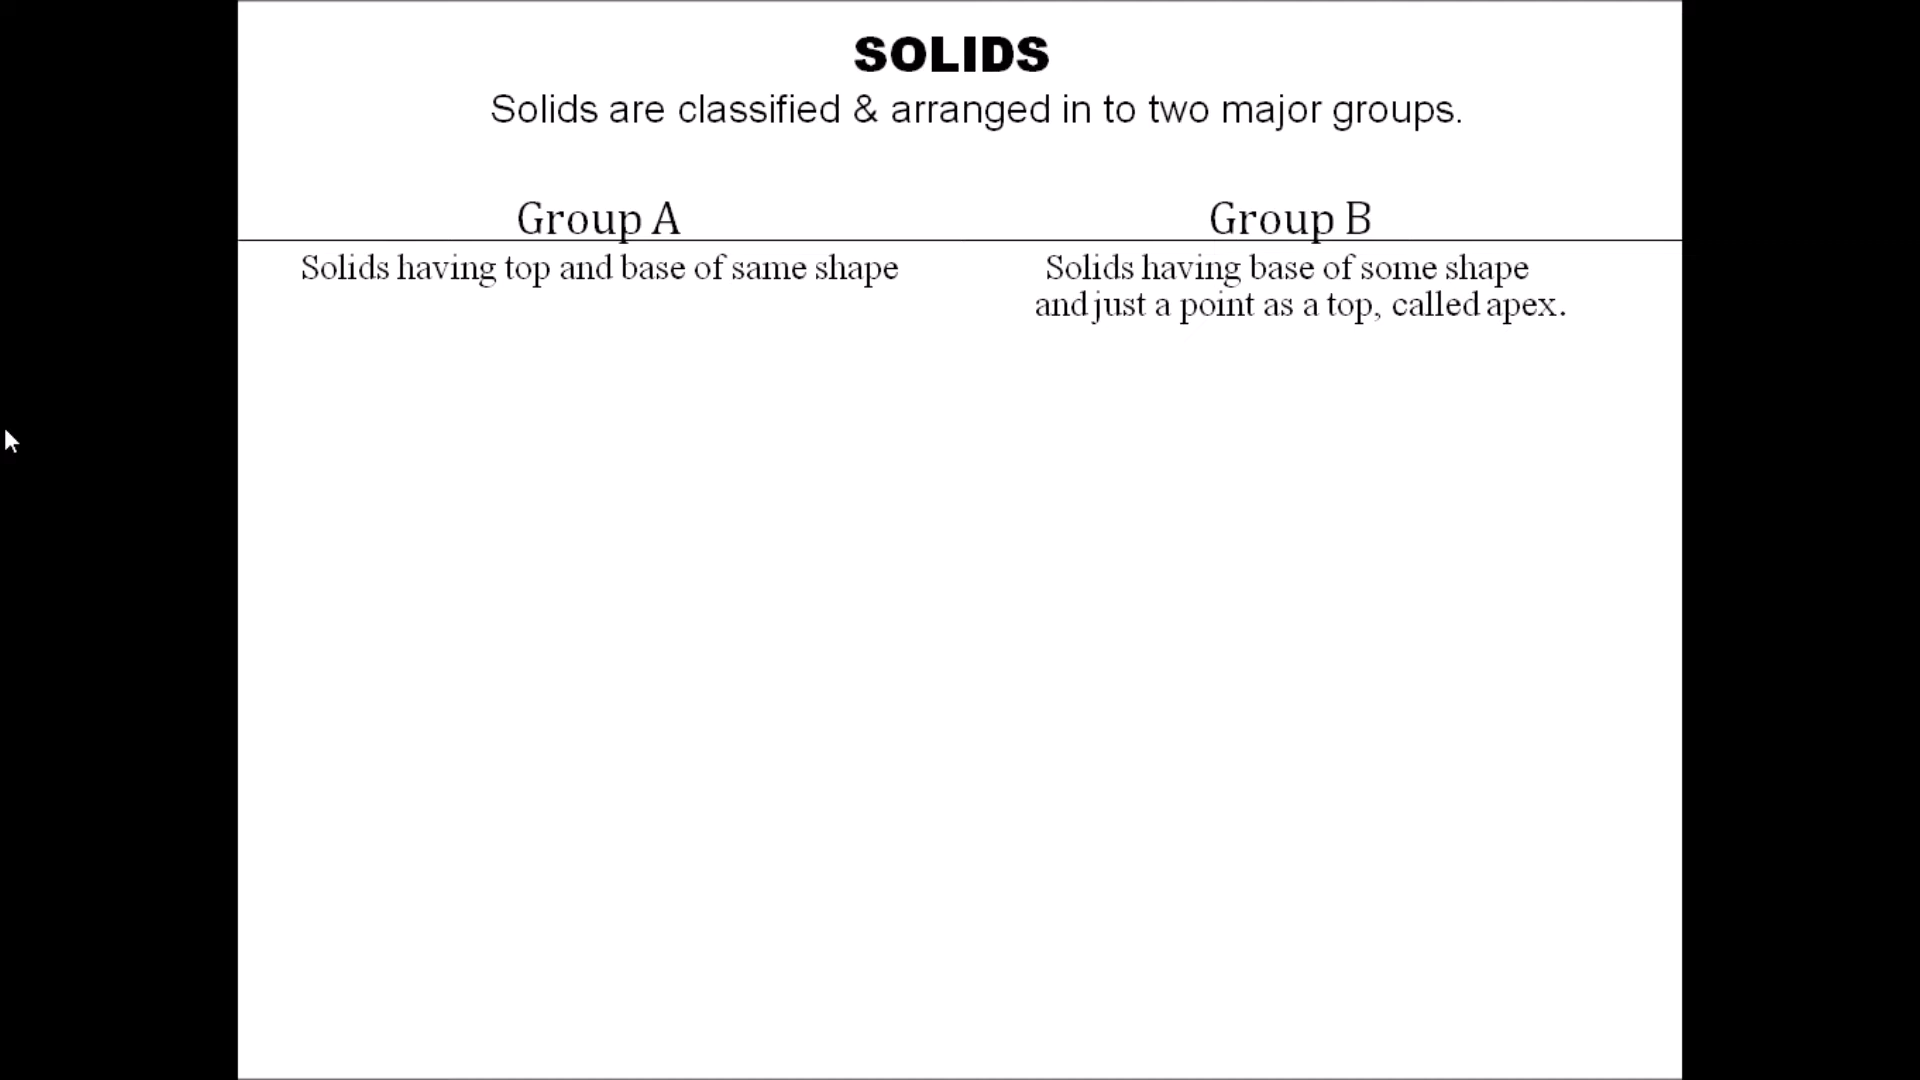 SOLIDS
Solids are classified & arranged in to two major groups.
Group A
Solids having top and base of same shape
Group B
Solids having base of some shape
and just a point as a top, called apex.